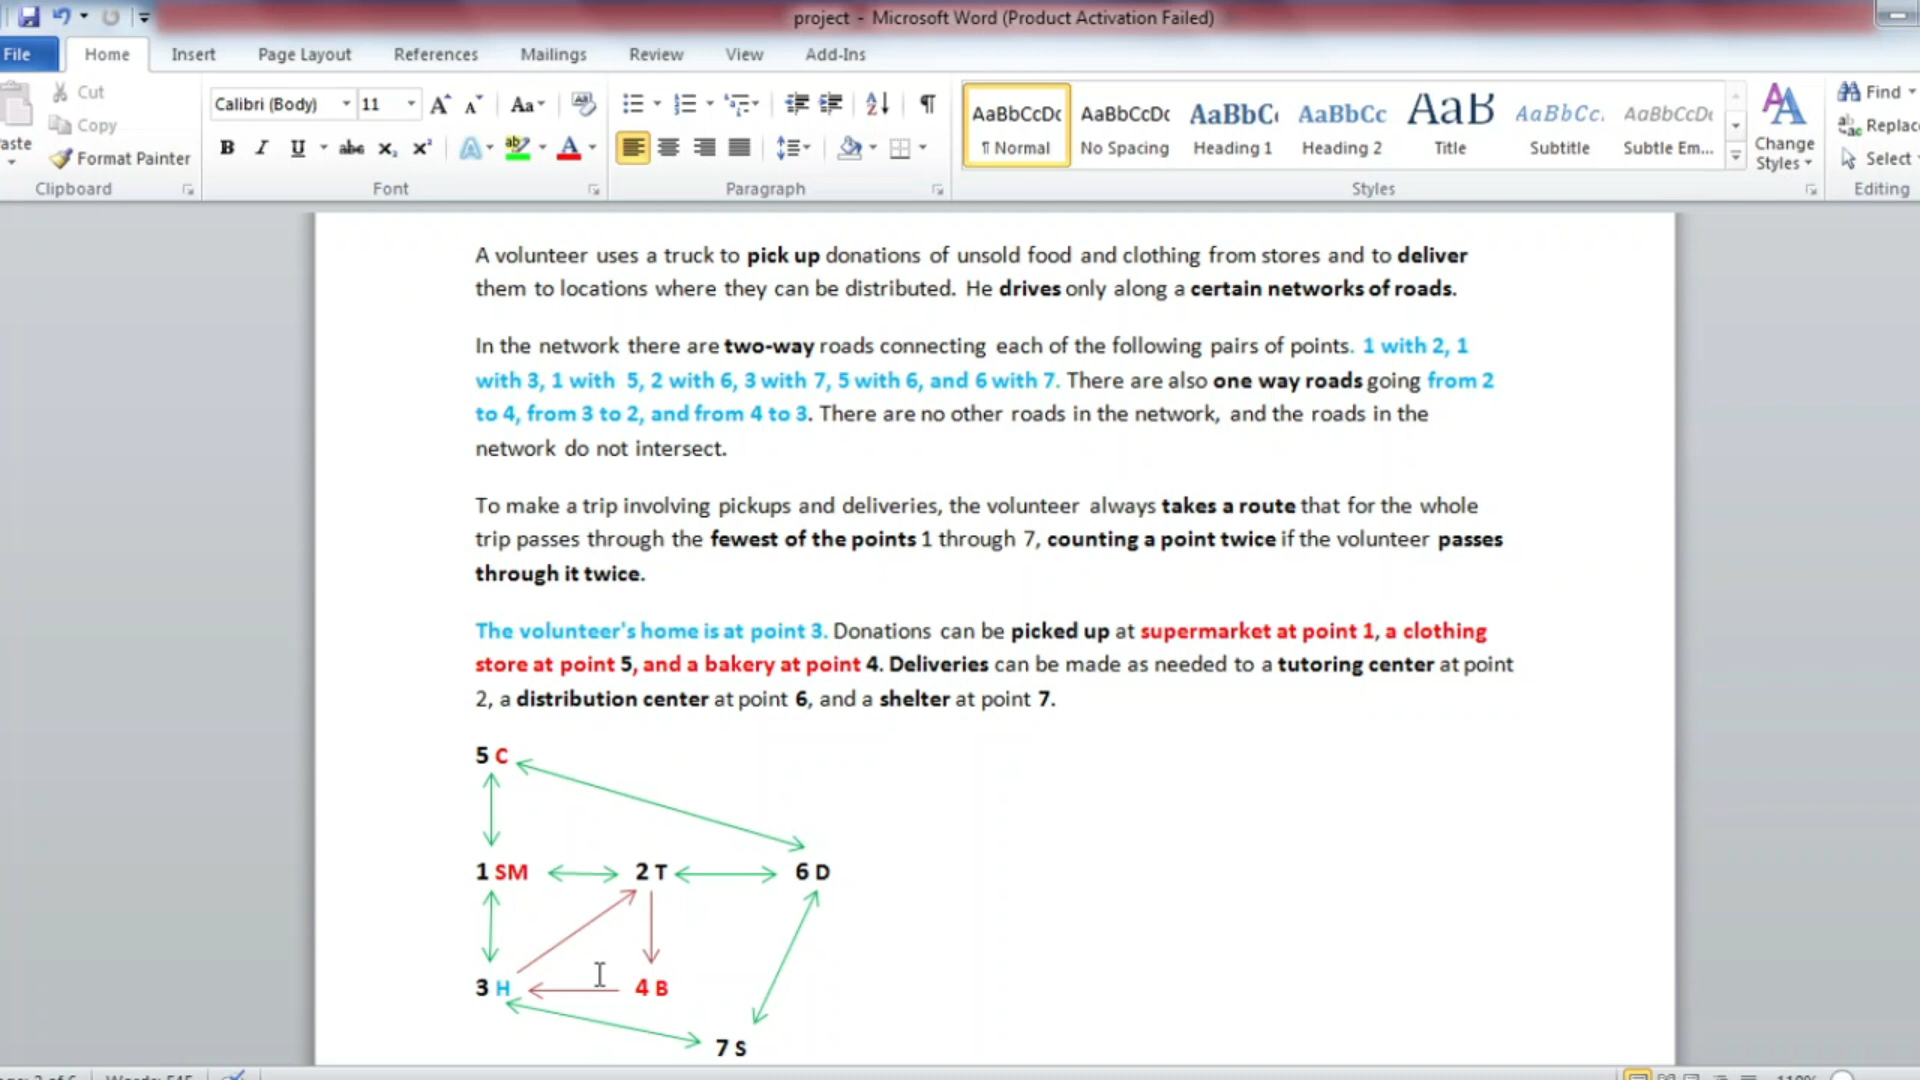 project - Microsoft Word (Product Activation Failed)
File Home Insert Page Layout References Mailings Review View Add-Ins
Cut
Copy
Format Painter
Clipboard
Calibri (Body) 11
Font
Paragraph
AaBbCcDc AaBbCcDc AaBbC AaBbCc AaB AaBbCc. AaBbCcDc
¶ Normal No Spacing Heading 1 Heading 2 Title Subtitle Subtle Em...
Change
Styles
Styles
Find
Replac
Select
Editing
A volunteer uses a truck to pick up donations of unsold food and clothing from stores and to deliver
them to locations where they can be distributed. He drives only along a certain networks of roads.
In the network there are two-way roads connecting each of the following pairs of points. 1 with 2, 1
with 3, 1 with 5, 2 with 6, 3 with 7, 5 with 6, and 6 with 7. There are also one way roads going from 2
to 4, from 3 to 2, and from 4 to 3. There are no other roads in the network, and the roads in the
network do not intersect.
To make a trip involving pickups and deliveries, the volunteer always takes a route that for the whole
trip passes through the fewest of the points 1 through 7, counting a point twice if the volunteer passes
through it twice.
The volunteer's home is at point 3. Donations can be picked up at supermarket at point 1, a clothing
store at point 5, and a bakery at point 4. Deliveries can be made as needed to a tutoring center at point
2, a distribution center at point 6, and a shelter at point 7.
5 C
1 SM 2 T 6 D
3 H 4 B
7 S